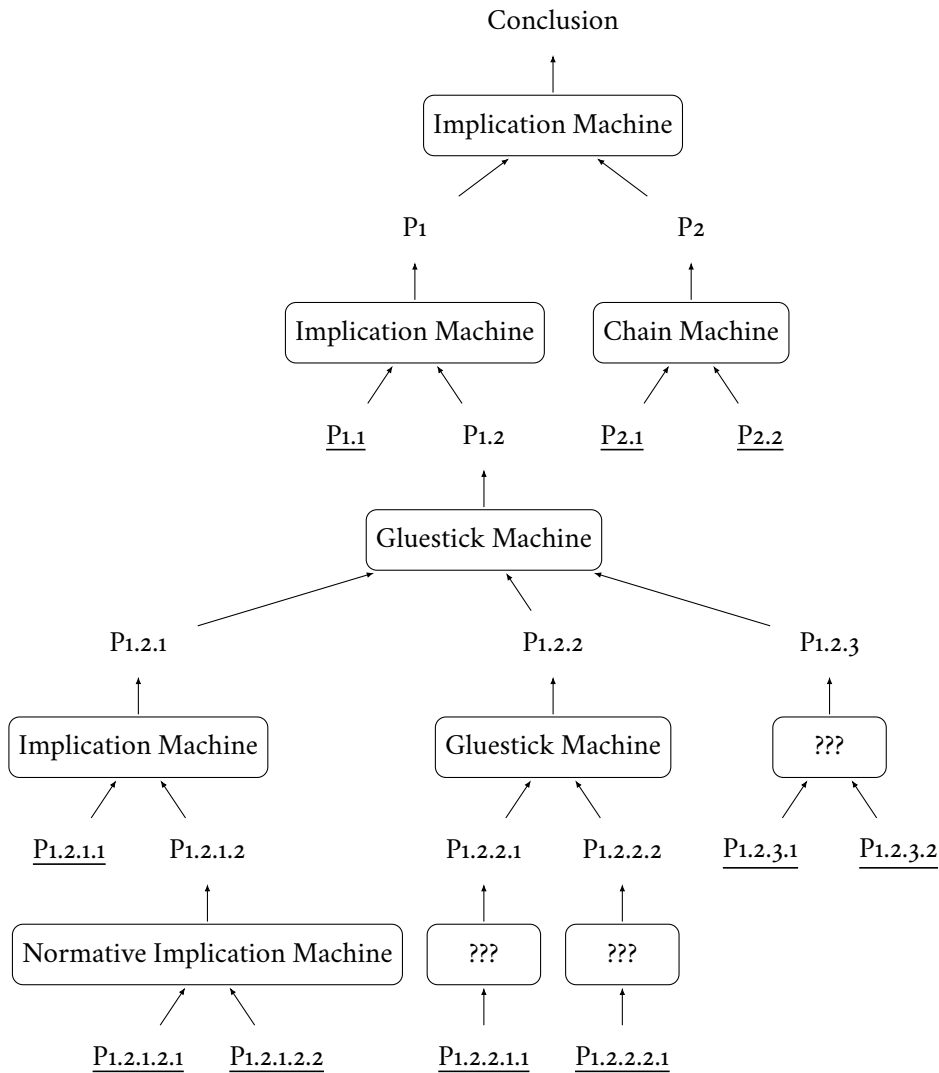 Conclusion
Implication Machine
P1 P2
Implication Machine Chain Machine
P1.1 P1.2 P2.1 P2.2
Gluestick Machine
P1.2.1 P1.2.2 P1.2.3
Implication Machine Gluestick Machine ???
P1.2.1.1 P1.2.1.2 P1.2.2.1 P1.2.2.2 P1.2.3.1 P1.2.3.2
Normative Implication Machine ??? ???
P1.2.1.2.1 P1.2.1.2.2 P1.2.2.1.1 P1.2.2.2.1